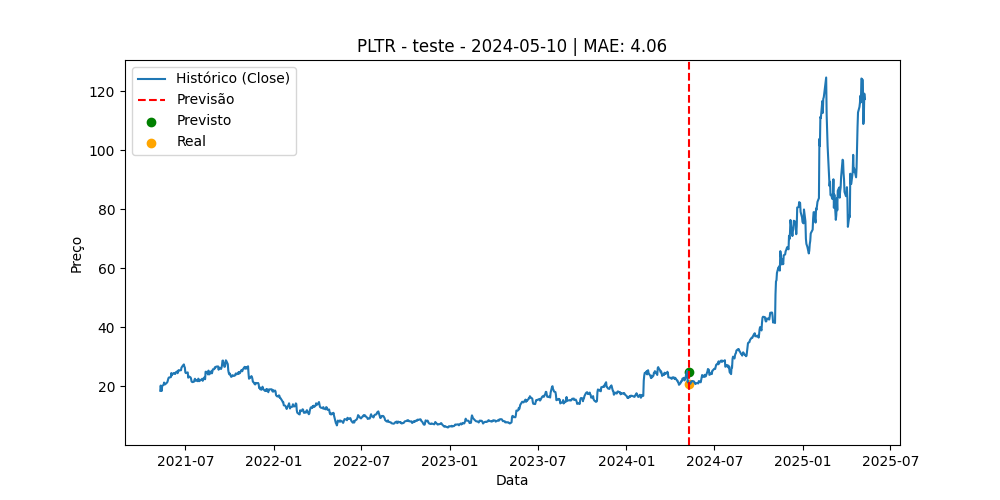 PLTR - teste - 2024-05-10 | MAE: 4.06
Histórico (Close)
Previsão
Previsto
Real
Preço
120
100
80
60
40
20
2021-07 2022-01 2022-07 2023-01 2023-07 2024-01 2024-07 2025-01 2025-07
Data